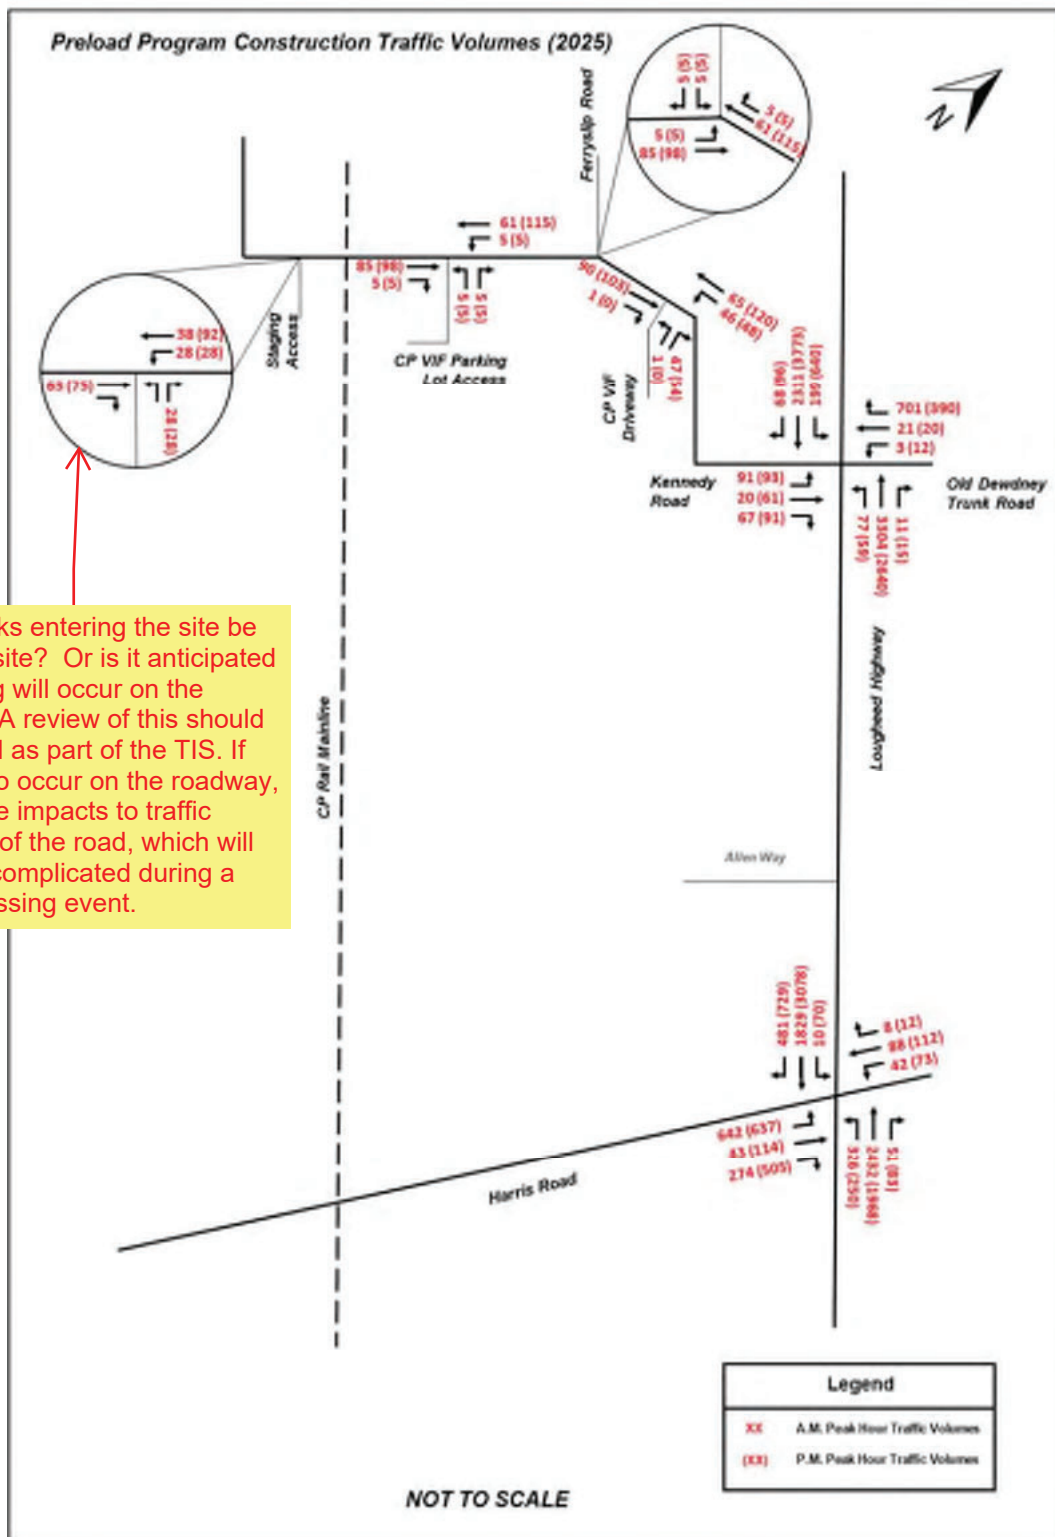 Preload Program Construction Traffic Volumes (2025)
Ferryslip Road
N
5 (5)
5 (5)
5 (5)
61 (115)
5 (5)
85 (98)
61 (115)
5 (5)
85 (98)
5 (5)
5 (5)
5 (5)
CP VIF Parking
Lot Access
Staging
Access
38 (92)
28 (28)
65 (75)
28 (28)
90 (103)
1 (0)
65 (120)
46 (48)
1 (0)
47 (14)
CP VIF
Driveway
68 (96)
2311 (3773)
199 (640)
701 (390)
21 (20)
3 (12)
Kennedy
Road
91 (93)
20 (61)
67 (91)
Old Dewdney
Trunk Road
77 (59)
3304 (2640)
11 (15)
ks entering the site be
site? Or is it anticipated
g will occur on the
A review of this should
d as part of the TIS. If
o occur on the roadway,
e impacts to traffic
of the road, which will
complicated during a
ssing event.
CP Rail Mainline
Lougheed Highway
Allen Way
481 (729)
1829 (3078)
10 (70)
8 (12)
88 (112)
42 (73)
642 (637)
43 (114)
274 (505)
326 (250)
2432 (1868)
51 (83)
Harris Road
Legend
XX A.M. Peak Hour Traffic Volumes
(XX) P.M. Peak Hour Traffic Volumes
NOT TO SCALE